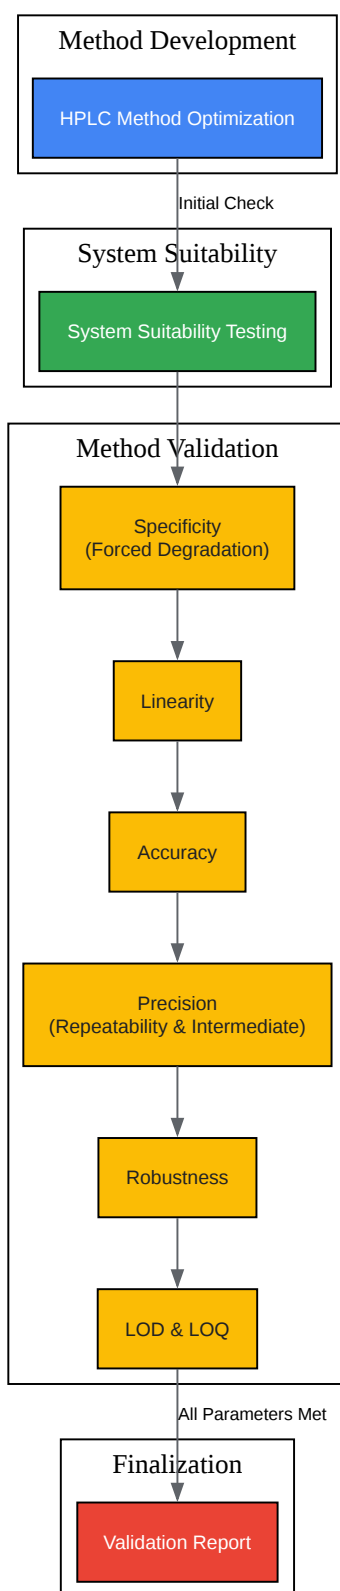 Method Development
HPLC Method Optimization
Initial Check
System Suitability
System Suitability Testing
Method Validation
Specificity
(Forced Degradation)
Linearity
Accuracy
Precision
(Repeatability & Intermediate)
Robustness
LOD & LOQ
All Parameters Met
Finalization
Validation Report